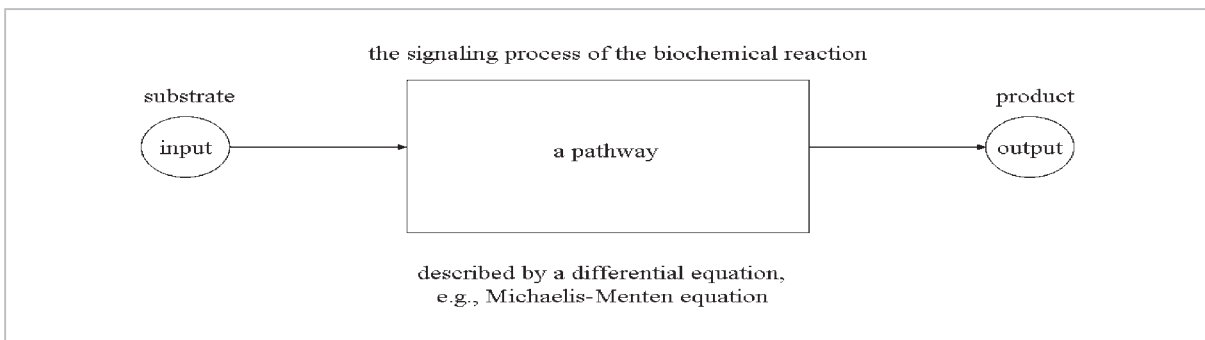 the signaling process of the biochemical reaction
substrate
product
input
a pathway
output
described by a differential equation,
e.g., Michaelis-Menten equation